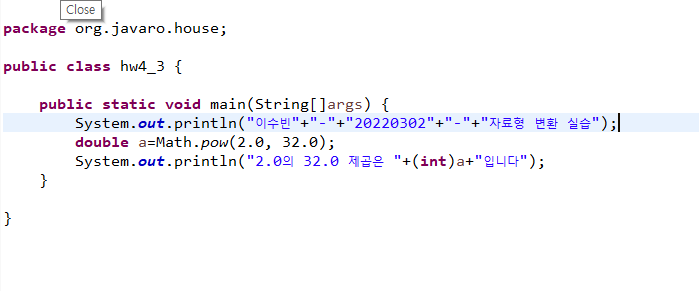 Close
package org.javaro.house;
public class hw4_3 {
public static void main(String[]args) {
System.out.println("이수빈"+"-"+"20220302"+"-"+"자료형 변환 실습");
double a=Math.pow(2.0, 32.0);
System.out.println("2.0의 32.0 제곱은 "+(int)a+"입니다");
}
}